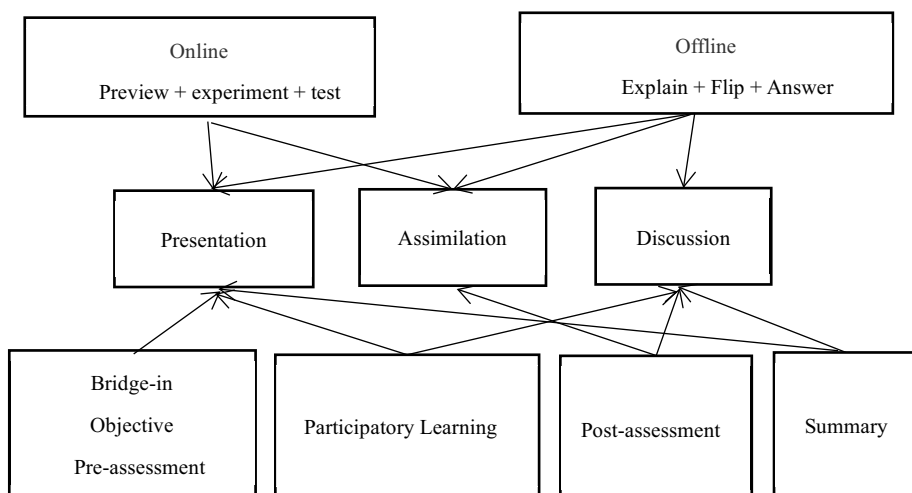 Online
Preview + experiment + test
Offline
Explain + Flip + Answer
Presentation
Assimilation
Discussion
Bridge-in
Objective
Pre-assessment
Participatory Learning
Post-assessment
Summary